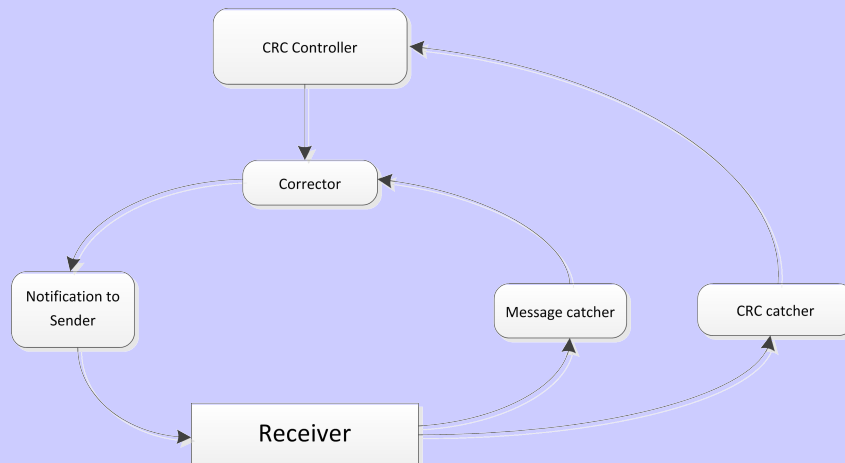 CRC Controller
Corrector
Notification to
Sender
Message catcher
CRC catcher
Receiver